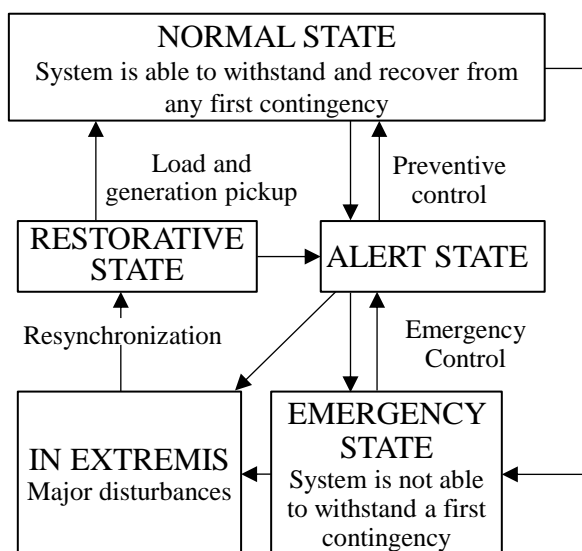 NORMAL STATE
System is able to withstand and recover from
any first contingency
Load and
generation pickup
Preventive
control
RESTORATIVE
STATE
ALERT STATE
Resynchronization
Emergency
Control
IN EXTREMIS
Major disturbances
EMERGENCY
STATE
System is not able
to withstand a first
contingency